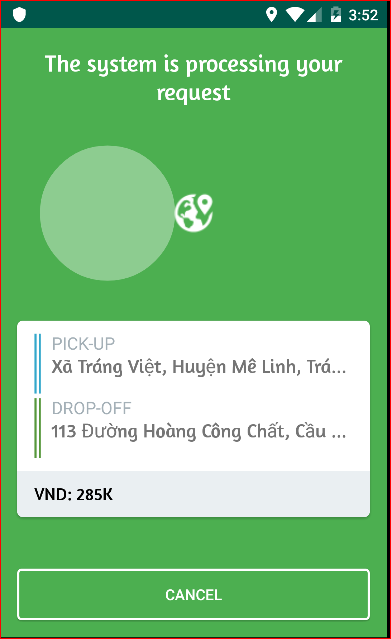 3:52
The system is processing your
request
PICK-UP
Xã Tráng Việt, Huyện Mê Linh, Trá...
DROP-OFF
113 Đường Hoàng Công Chất, Cầu ...
VND: 285K
CANCEL